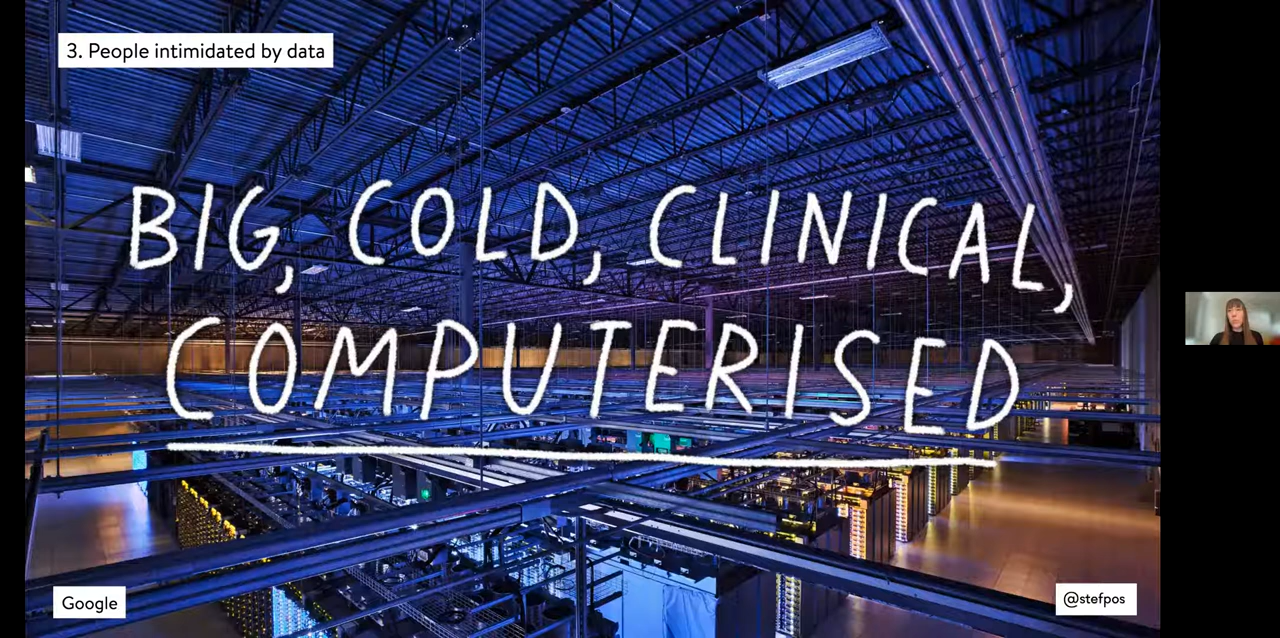 3. People intimidated by data
BIG, COLD, CLINICAL,
COMPUTERISED
Google
@stefpos